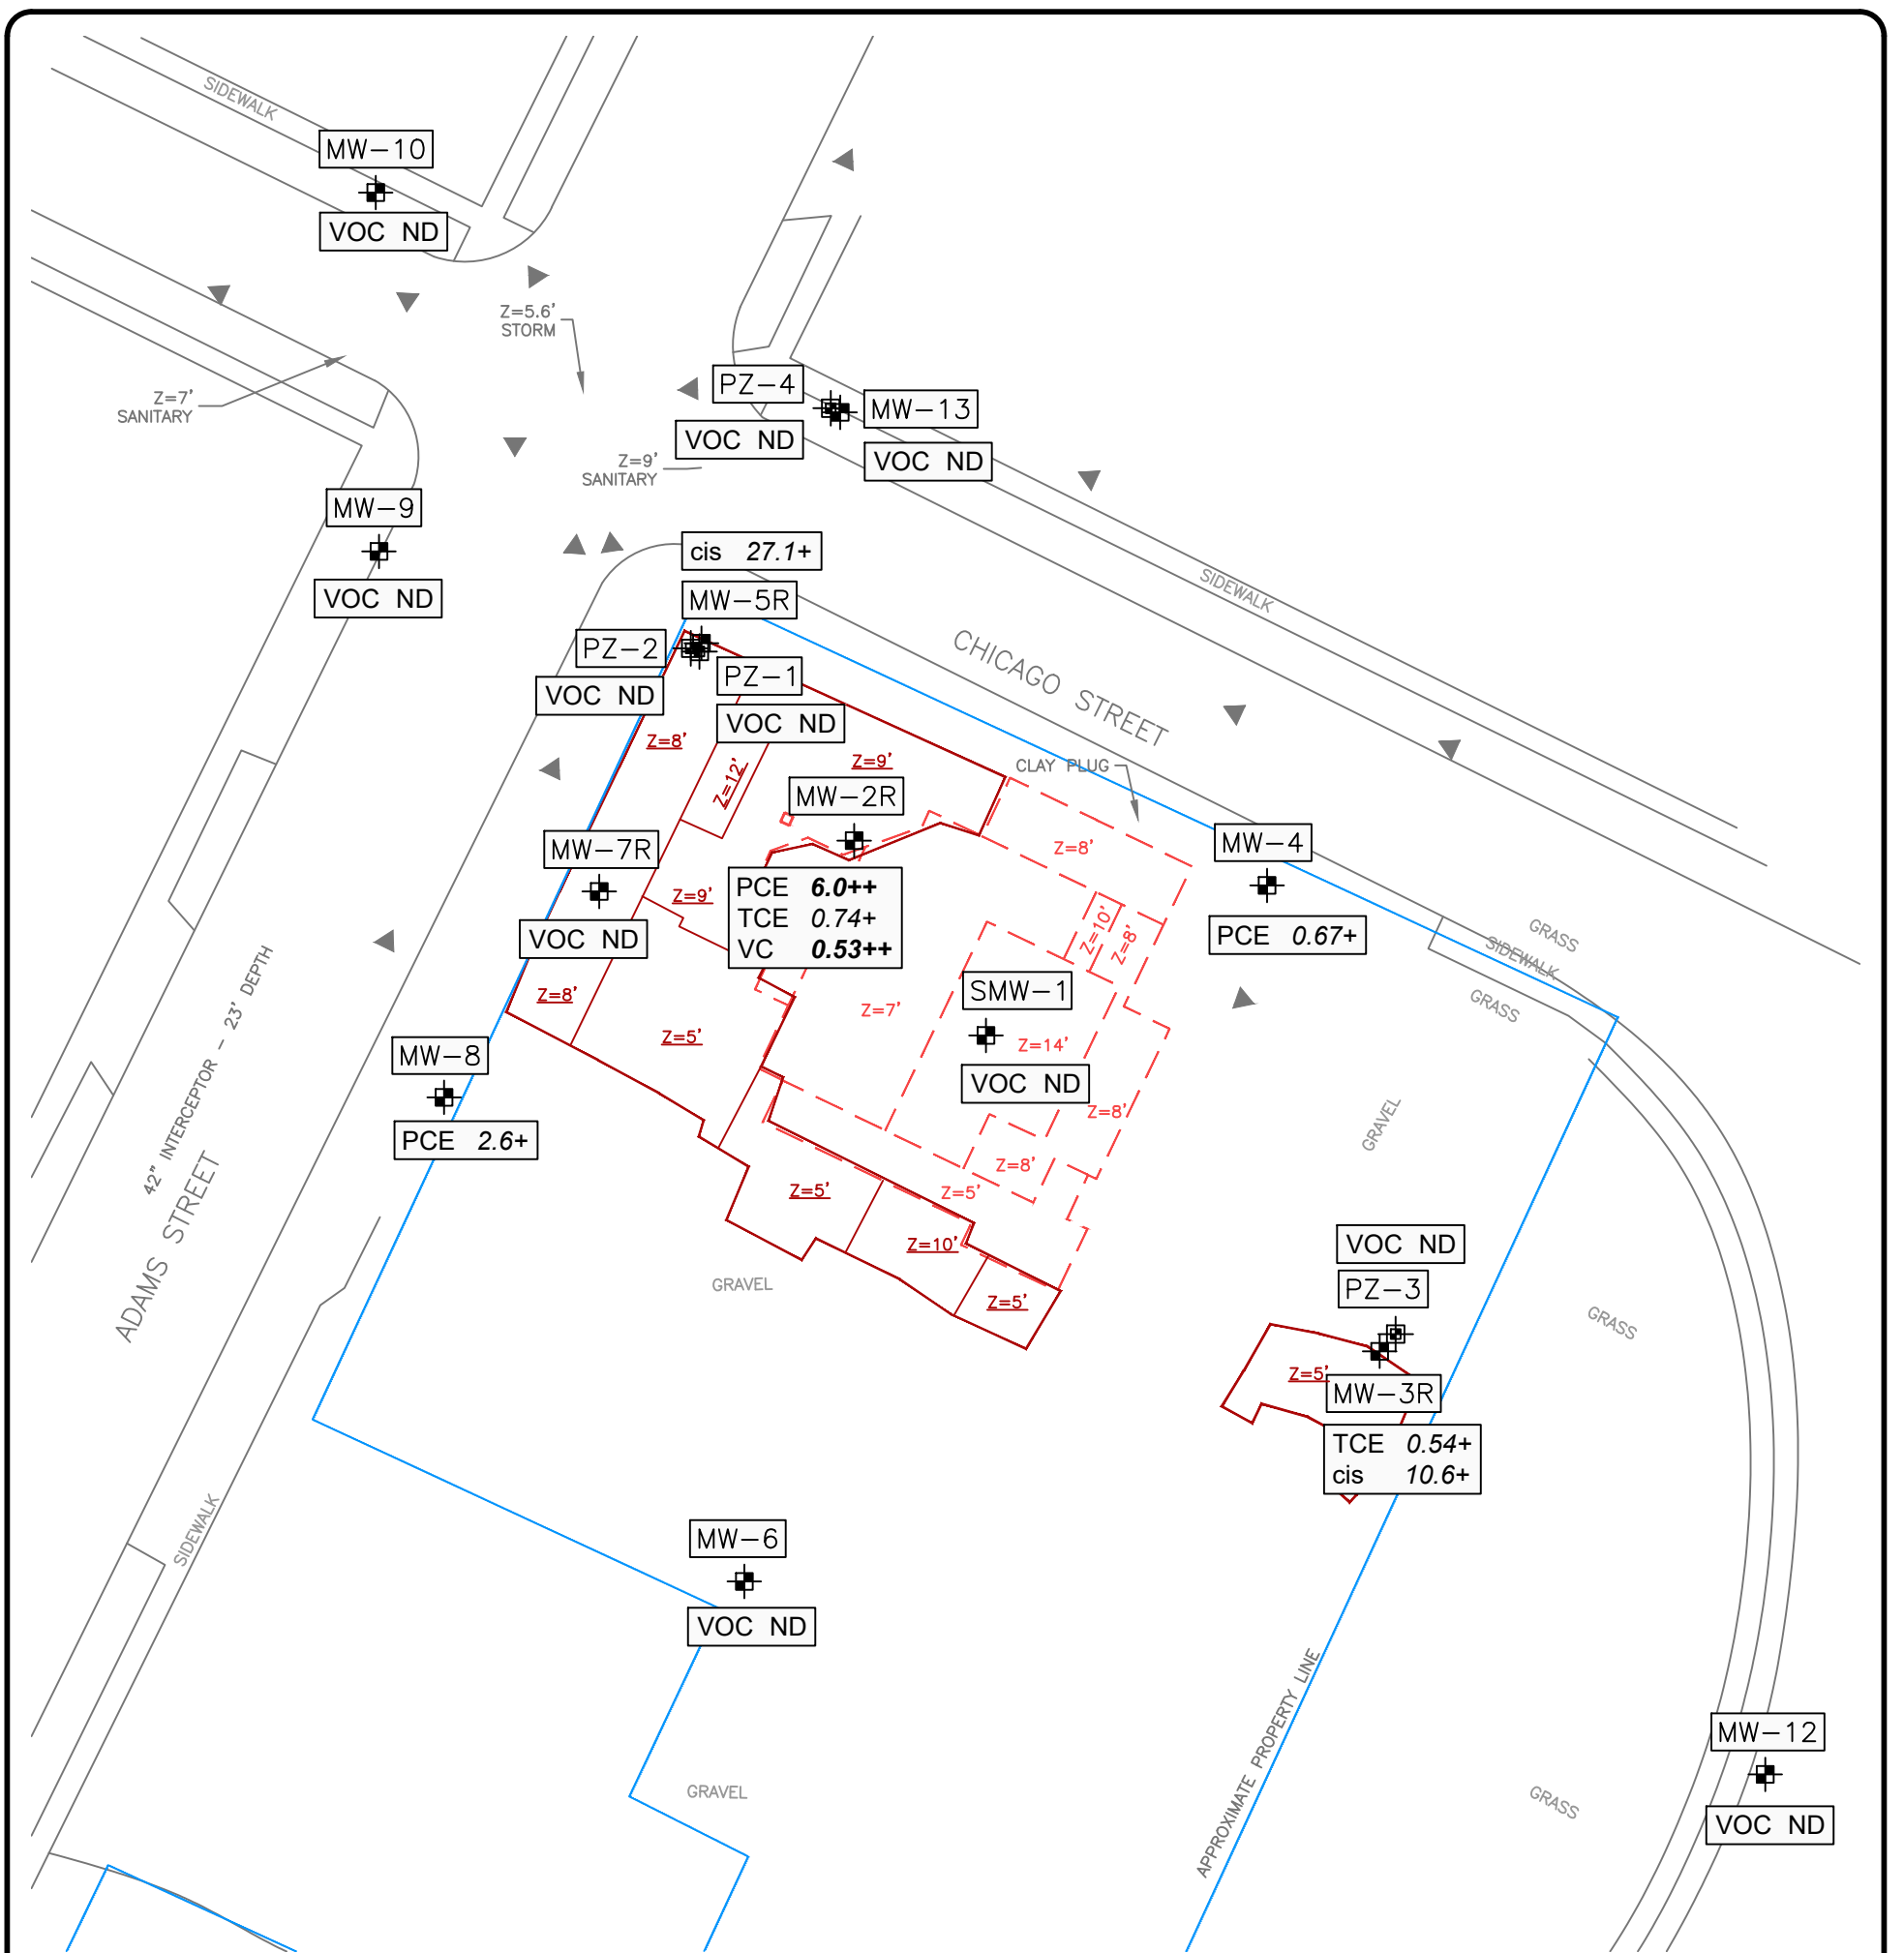 SIDEWALK
MW-10
VOC ND
Z=5.6'
STORM
Z=7'
SANITARY
PZ-4
MW-13
VOC ND
VOC ND
Z=9'
SANITARY
MW-9
VOC ND
cis 27.1+
MW-5R
SIDEWALK
PZ-2
PZ-1
VOC ND
VOC ND
CHICAGO STREET
Z=8'
Z=12'
Z=9'
CLAY PLUG
MW-2R
MW-7R
Z=8'
MW-4
Z=9'
PCE 6.0++
TCE 0.74+
VC 0.53++
VOC ND
Z=10'
Z=8'
PCE 0.67+
GRASS
SIDEWALK
GRASS
Z=8'
SMW-1
Z=7'
Z=5'
Z=14'
VOC ND
MW-8
PCE 2.6+
42" INTERCEPTOR - 23' DEPTH
ADAMS STREET
Z=8'
GRAVEL
Z=8'
Z=5'
Z=5'
Z=10'
Z=5'
GRAVEL
VOC ND
PZ-3
GRASS
Z=5'
MW-3R
TCE 0.54+
cis 10.6+
SIDEWALK
MW-6
VOC ND
APPROXIMATE PROPERTY LINE
MW-12
VOC ND
GRAVEL
GRASS